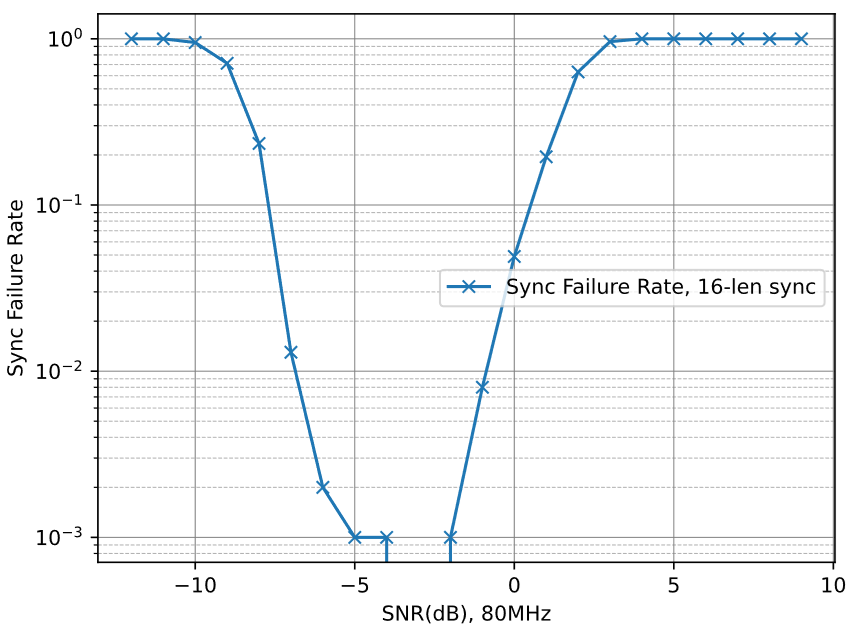 10⁰
10⁻¹
10⁻²
10⁻³
Sync Failure Rate
Sync Failure Rate, 16-len sync
−10 −5 0 5 10
SNR(dB), 80MHz